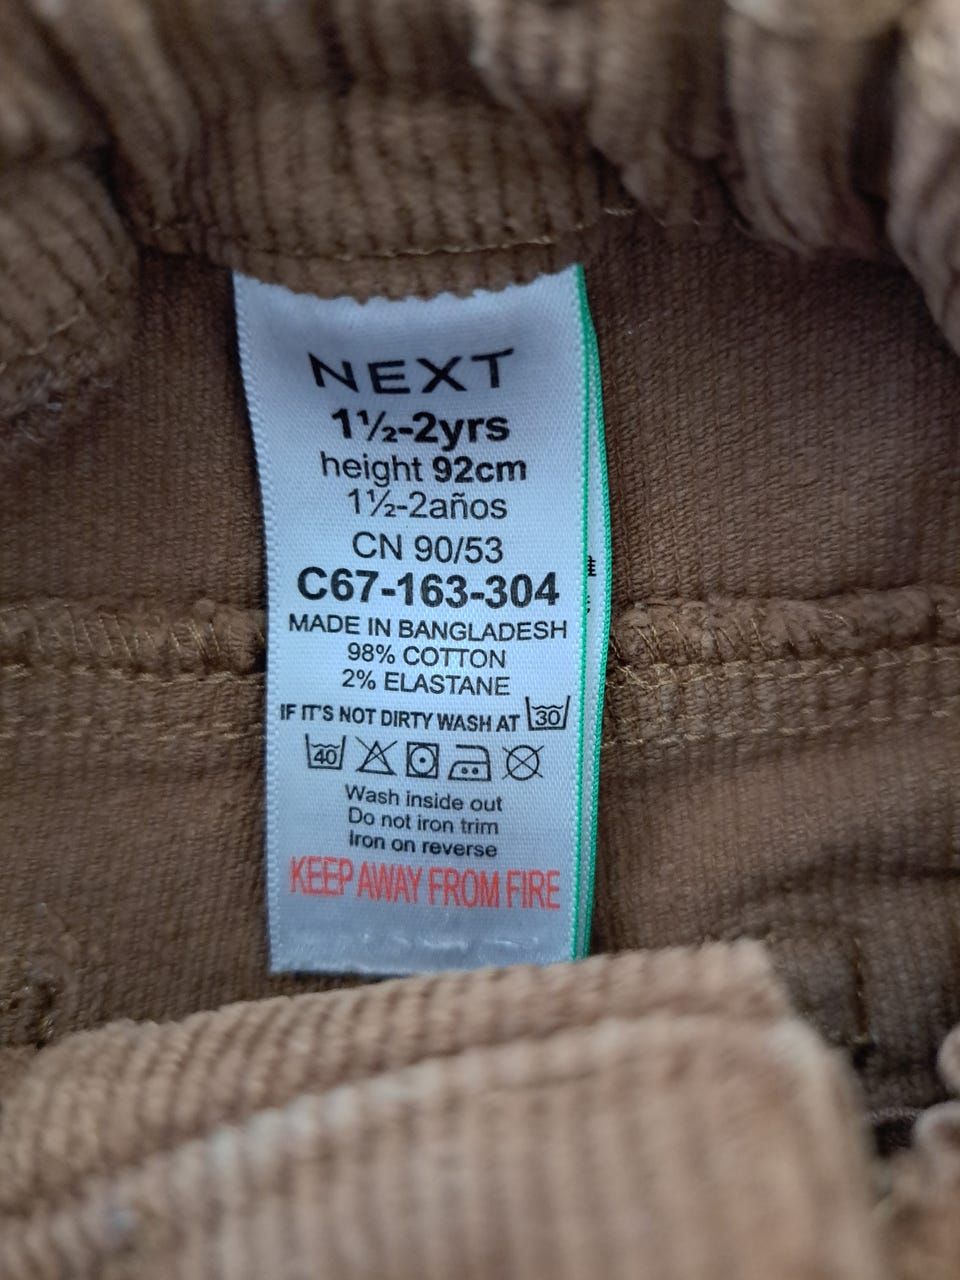 NEXT
1½-2yrs
height 92cm
1½-2años
CN 90/53
C67-163-304
MADE IN BANGLADESH
98% COTTON
2% ELASTANE
IF IT'S NOT DIRTY WASH AT 30
40
Wash inside out
Do not iron trim
Iron on reverse
KEEP AWAY FROM FIRE